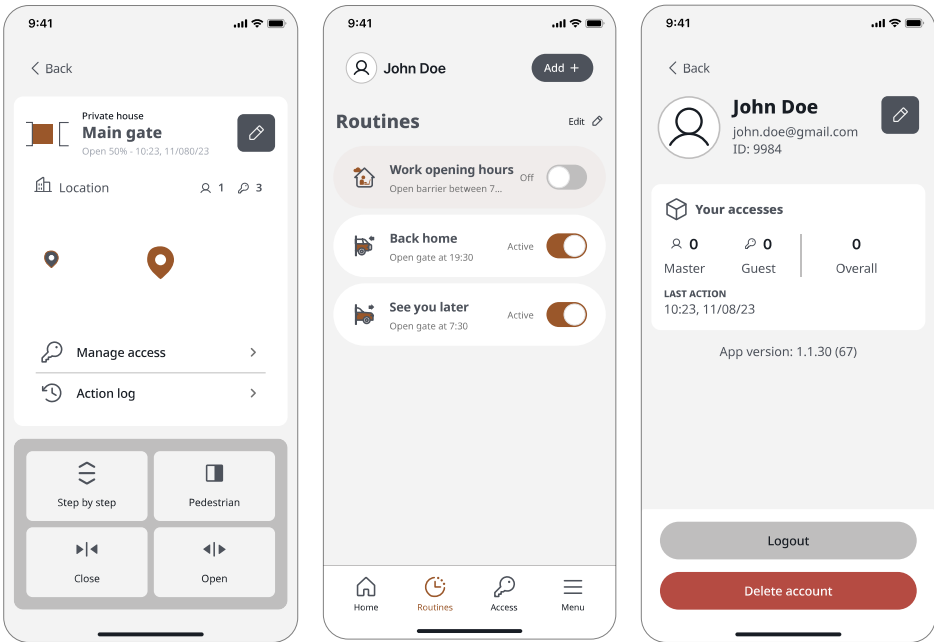 9:41
Back
Private house
Main gate
Open 50% - 10:23, 11/080/23
Location
1
3
Manage access
Action log
Step by step
Pedestrian
Close
Open
9:41
John Doe
Add +
Routines
Edit
Work opening hours
Open barrier between 7...
Off
Back home
Open gate at 19:30
Active
See you later
Open gate at 7:30
Active
Home
Routines
Access
Menu
9:41
Back
John Doe
john.doe@gmail.com
ID: 9984
Your accesses
0
0
0
Master
Guest
Overall
LAST ACTION
10:23, 11/08/23
App version: 1.1.30 (67)
Logout
Delete account